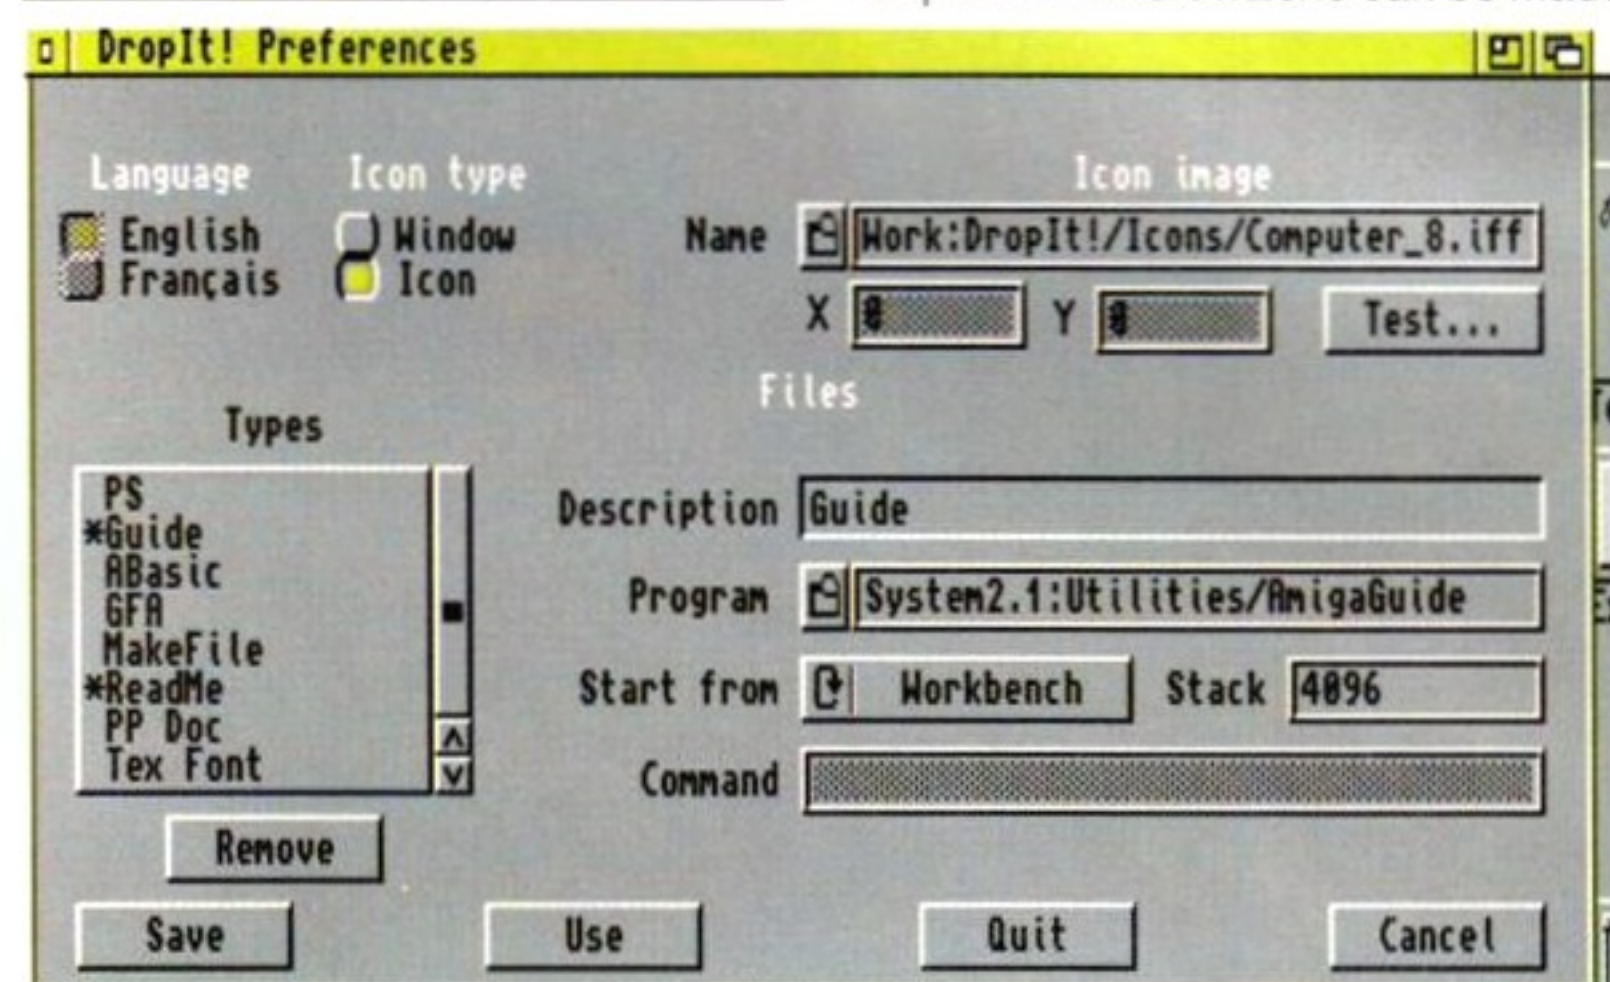 DropIt! Preferences
Language
Icon type
Icon image
English
Window
Name
Work:DropIt!/Icons/Computer_8.iff
Français
Icon
X
0
Y
0
Test...
Files
Types
PS
*Guide
ABasic
GFA
MakeFile
*ReadMe
PP Doc
Tex Font
Description
Guide
Program
System2.1:Utilities/AmigaGuide
Start from
Workbench
Stack
4096
Command
Remove
Save
Use
Quit
Cancel